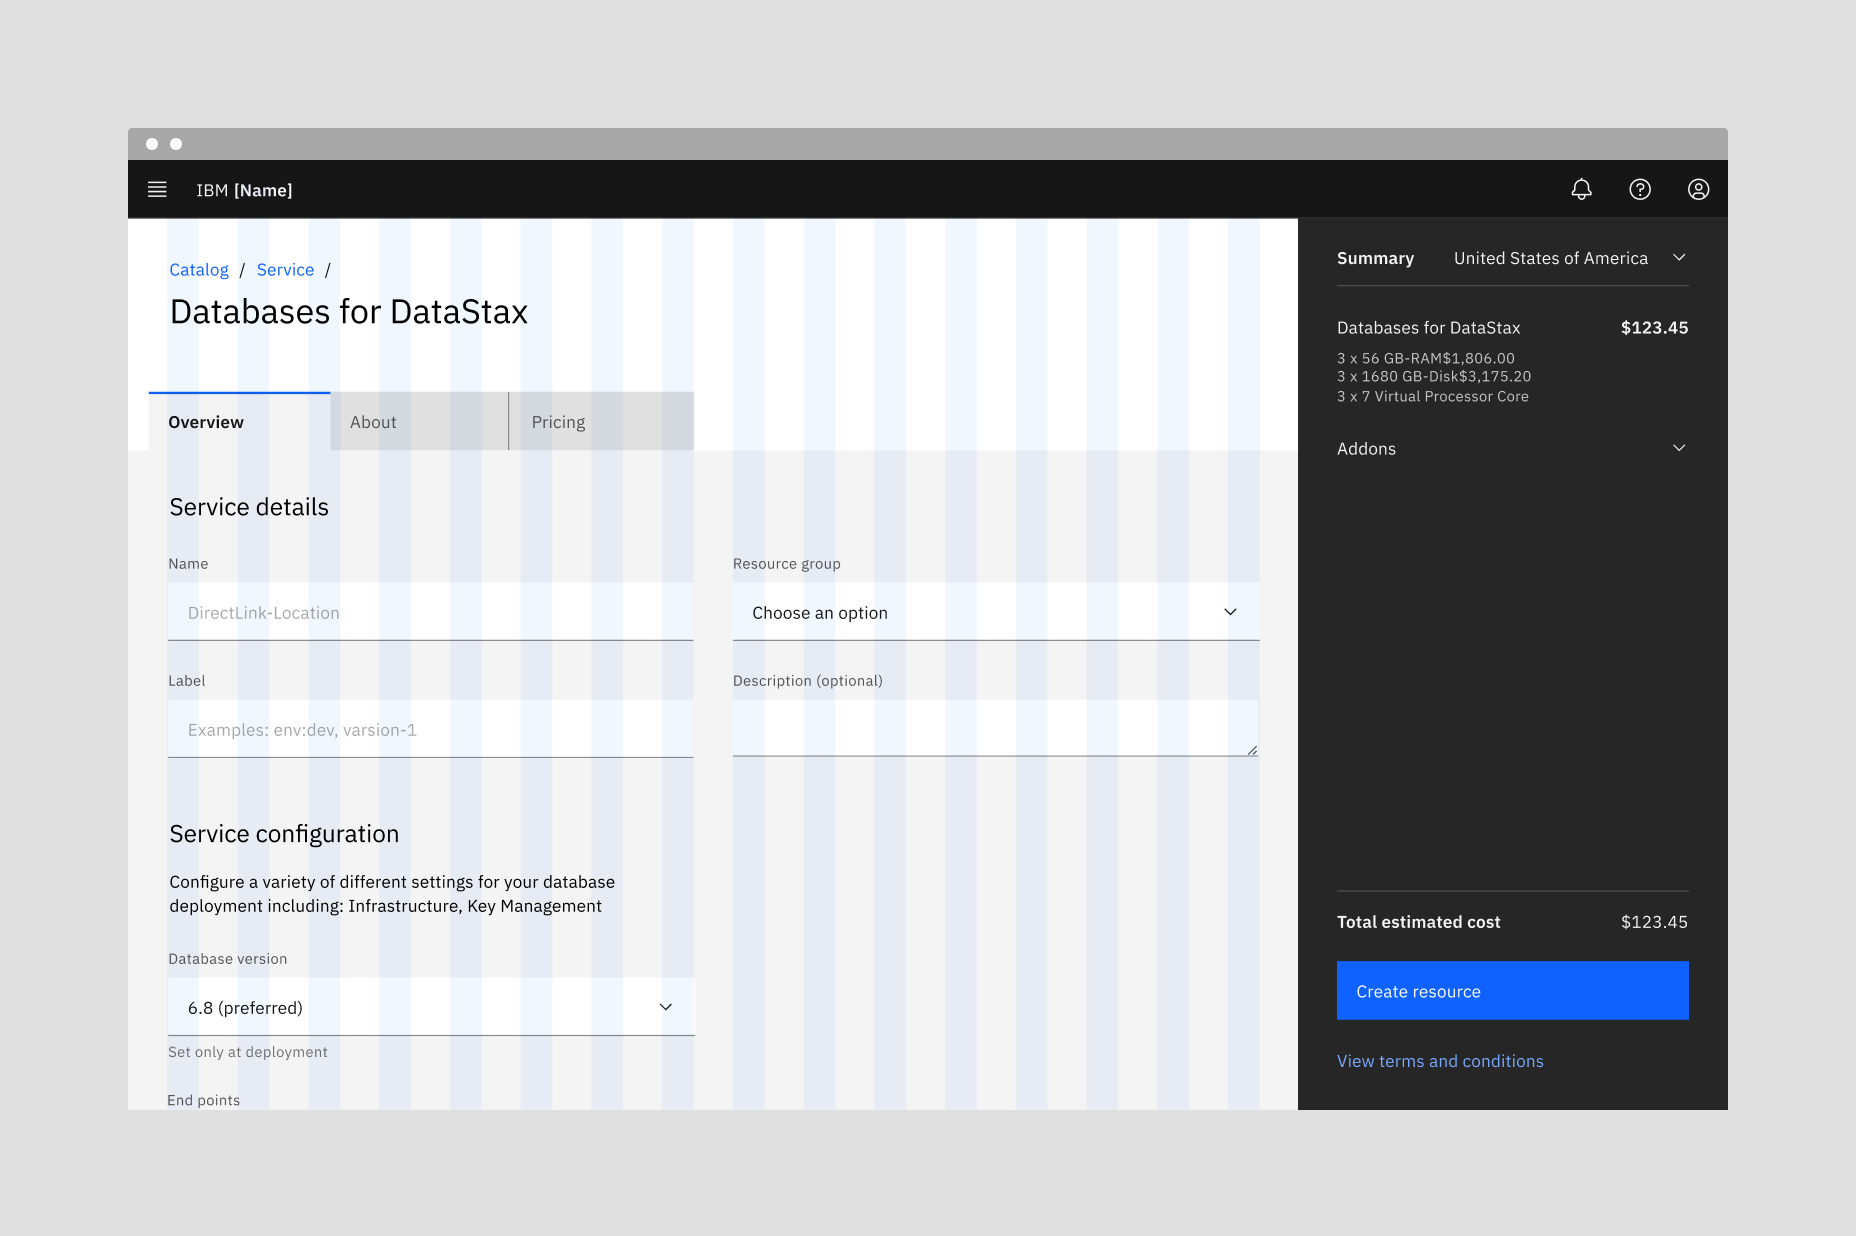 IBM [Name]
Catalog / Service /
Databases for DataStax
Overview
About
Pricing
Service details
Name
DirectLink-Location
Resource group
Choose an option
Label
Examples: env:dev, varsion-1
Description (optional)
Service configuration
Configure a variety of different settings for your database
deployment including: Infrastructure, Key Management
Database version
6.8 (preferred)
Set only at deployment
End points
Summary United States of America
Databases for DataStax $123.45
3 x 56 GB-RAM$1,806.00
3 x 1680 GB-Disk$3,175.20
3 x 7 Virtual Processor Core
Addons
Total estimated cost $123.45
Create resource
View terms and conditions